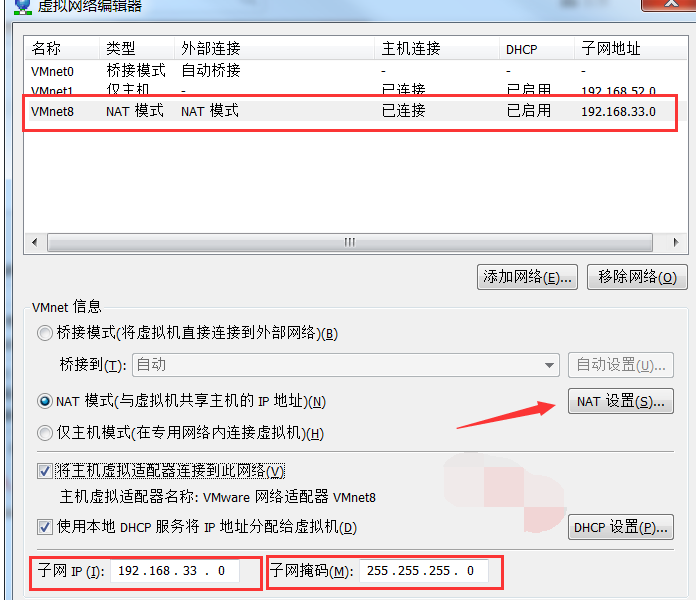 虚拟网络编辑器
名称 类型 外部连接 主机连接 DHCP 子网地址
VMnet0 桥接模式 自动桥接 - - -
VMnet1 仅主机 - 已连接 已启用 192.168.52.0
VMnet8 NAT 模式 NAT 模式 已连接 已启用 192.168.33.0
添加网络(E)... 移除网络(O)
VMnet 信息
桥接模式(将虚拟机直接连接到外部网络)(B)
桥接到(T): 自动 自动设置(U)...
NAT 模式(与虚拟机共享主机的 IP 地址)(N) NAT 设置(S)...
仅主机模式(在专用网络内连接虚拟机)(H)
将主机虚拟适配器连接到此网络(V)
主机虚拟适配器名称: VMware 网络适配器 VMnet8
使用本地 DHCP 服务将 IP 地址分配给虚拟机(D) DHCP 设置(P)...
子网 IP (I): 192 . 168 . 33 . 0 子网掩码(M): 255 . 255 . 255 . 0